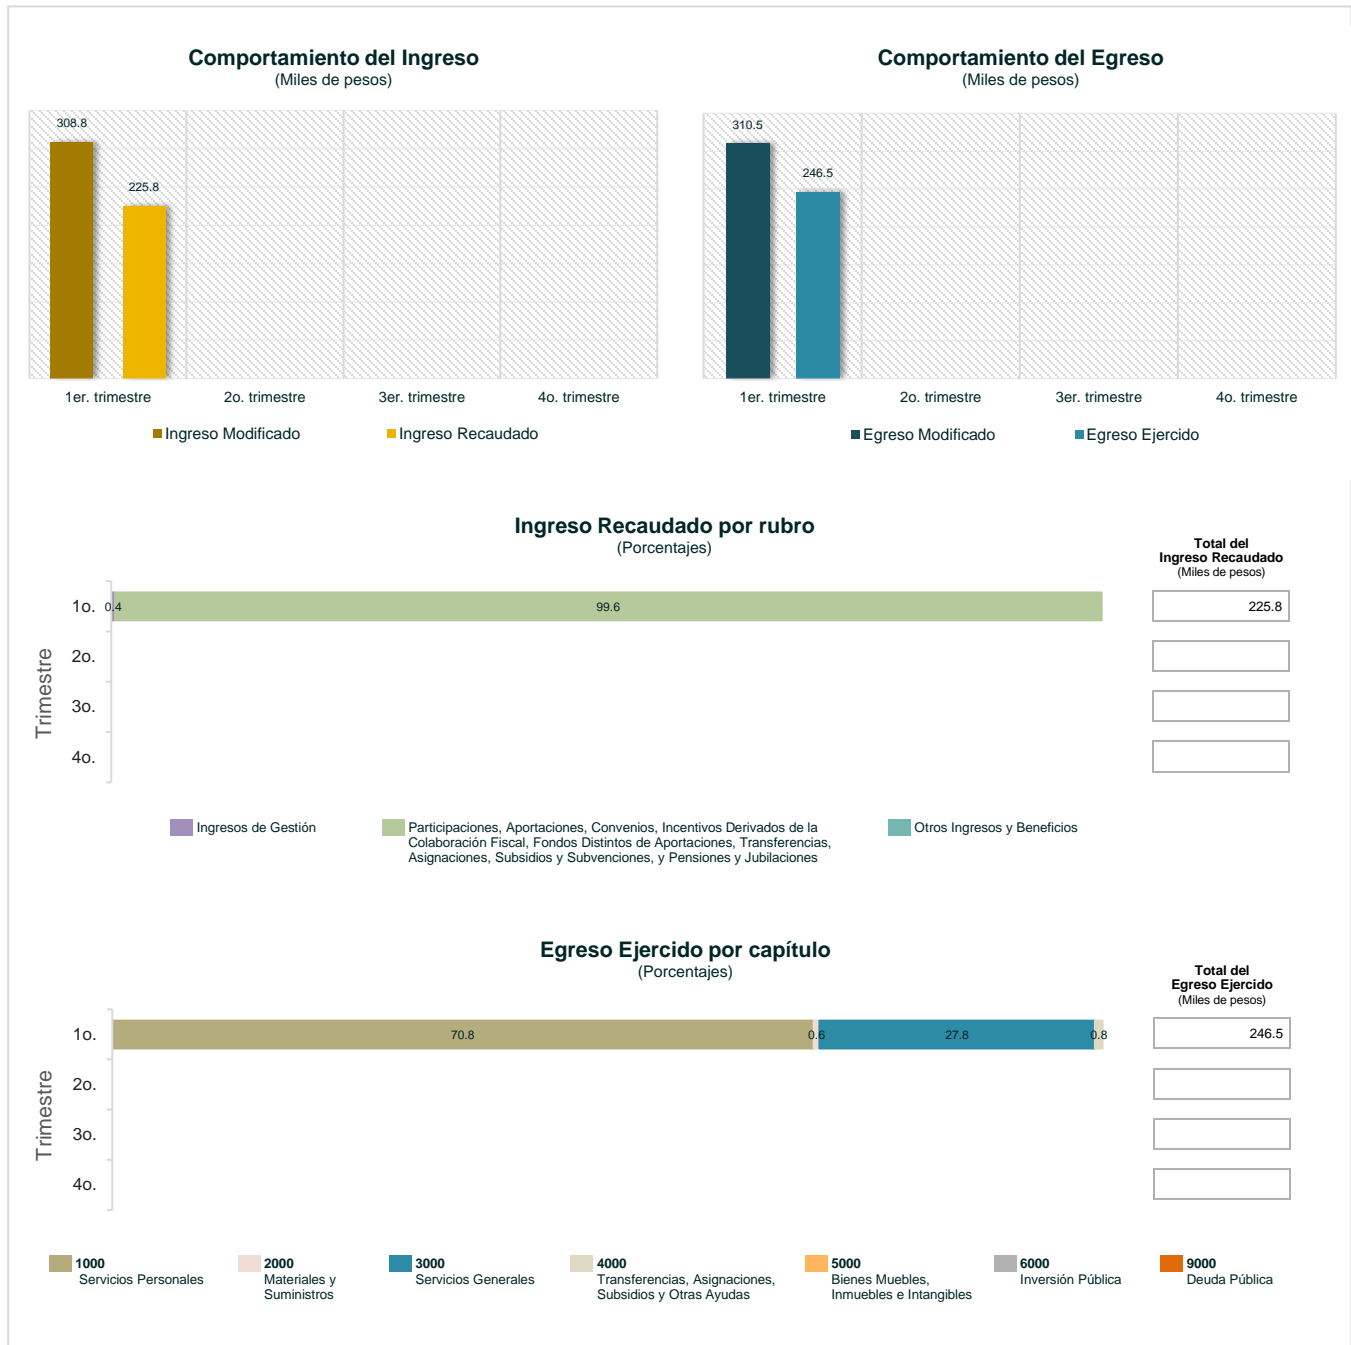 Comportamiento del Ingreso
(Miles de pesos)
308.8
225.8
1er. trimestre
2o. trimestre
3er. trimestre
4o. trimestre
Ingreso Modificado
Ingreso Recaudado
Comportamiento del Egreso
(Miles de pesos)
310.5
246.5
1er. trimestre
2o. trimestre
3er. trimestre
4o. trimestre
Egreso Modificado
Egreso Ejercido
Ingreso Recaudado por rubro
(Porcentajes)
Total del
Ingreso Recaudado
(Miles de pesos)
Trimestre
1o.
0.4
99.6
225.8
2o.
3o.
4o.
Ingresos de Gestión
Participaciones, Aportaciones, Convenios, Incentivos Derivados de la
Colaboración Fiscal, Fondos Distintos de Aportaciones, Transferencias,
Asignaciones, Subsidios y Subvenciones, y Pensiones y Jubilaciones
Otros Ingresos y Beneficios
Egreso Ejercido por capítulo
(Porcentajes)
Total del
Egreso Ejercido
(Miles de pesos)
Trimestre
1o.
70.8
0.6
27.8
0.8
246.5
2o.
3o.
4o.
1000
Servicios Personales
2000
Materiales y
Suministros
3000
Servicios Generales
4000
Transferencias, Asignaciones,
Subsidios y Otras Ayudas
5000
Bienes Muebles,
Inmuebles e Intangibles
6000
Inversión Pública
9000
Deuda Pública